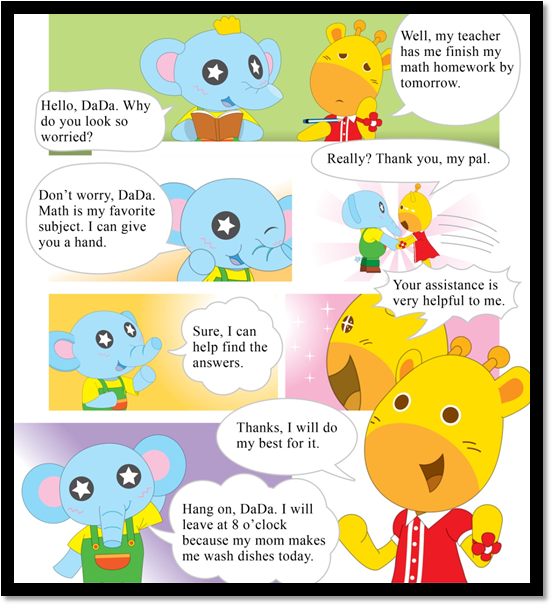 Hello, DaDa. Why
do you look so
worried?
Well, my teacher
has me finish my
math homework by
tomorrow.
Don't worry, DaDa.
Math is my favorite
subject. I can give
you a hand.
Really? Thank you, my pal.
Sure, I can
help find the
answers.
Your assistance is
very helpful to me.
Thanks, I will do
my best for it.
Hang on, DaDa. I will
leave at 8 o'clock
because my mom makes
me wash dishes today.